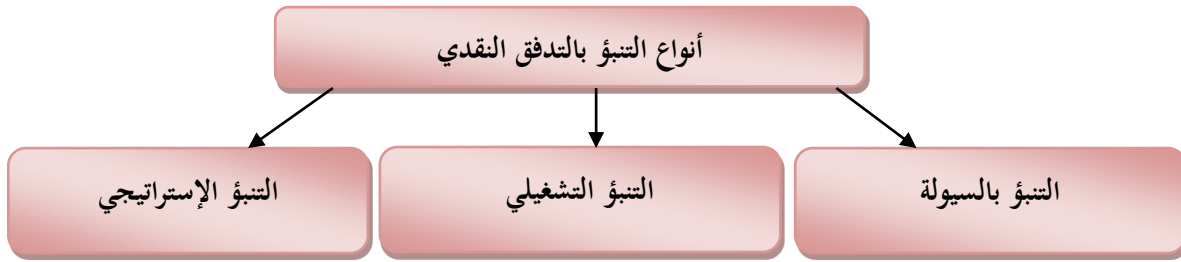 أنواع التنبؤ بالتدفق النقدي
التنبؤ بالسيولة
التنبؤ التشغيلي
التنبؤ الإستراتيجي